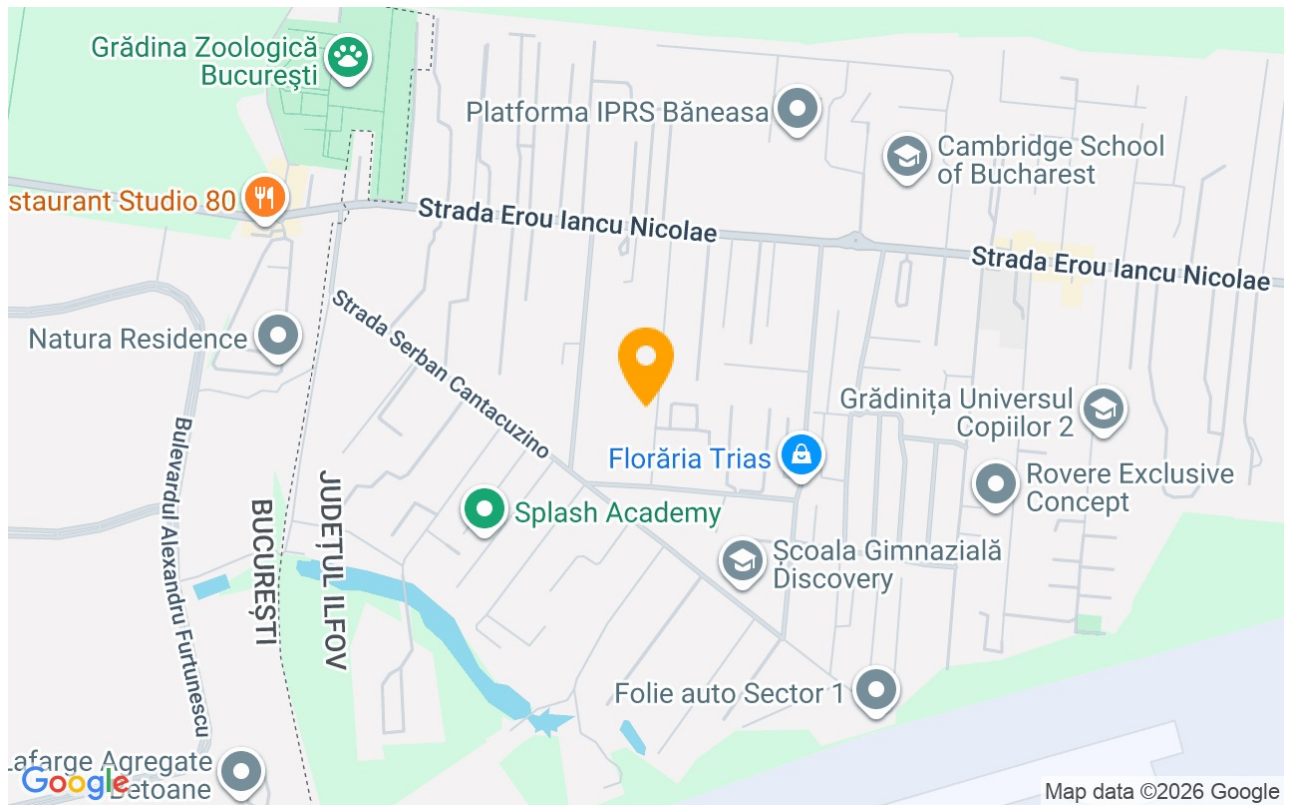 Grădina Zoologică
Bucureşti
Platforma IPRS Băneasa
Cambridge School
of Bucharest
staurant Studio 80
Strada Erou Iancu Nicolae
Strada Erou Iancu Nicolae
Strada Serban Cantacuzino
Natura Residence
Grădinița Universul
Copiilor 2
Bulevardul Alexandru Furtunescu
Florăria Trias
Rovere Exclusive
Concept
JUDEȚUL ILFOV
BUCUREȘTI
Splash Academy
Școala Gimnazială
Discovery
Folie auto Sector 1
Lafarge Agregate
Betoane
Google
Map data ©2026 Google